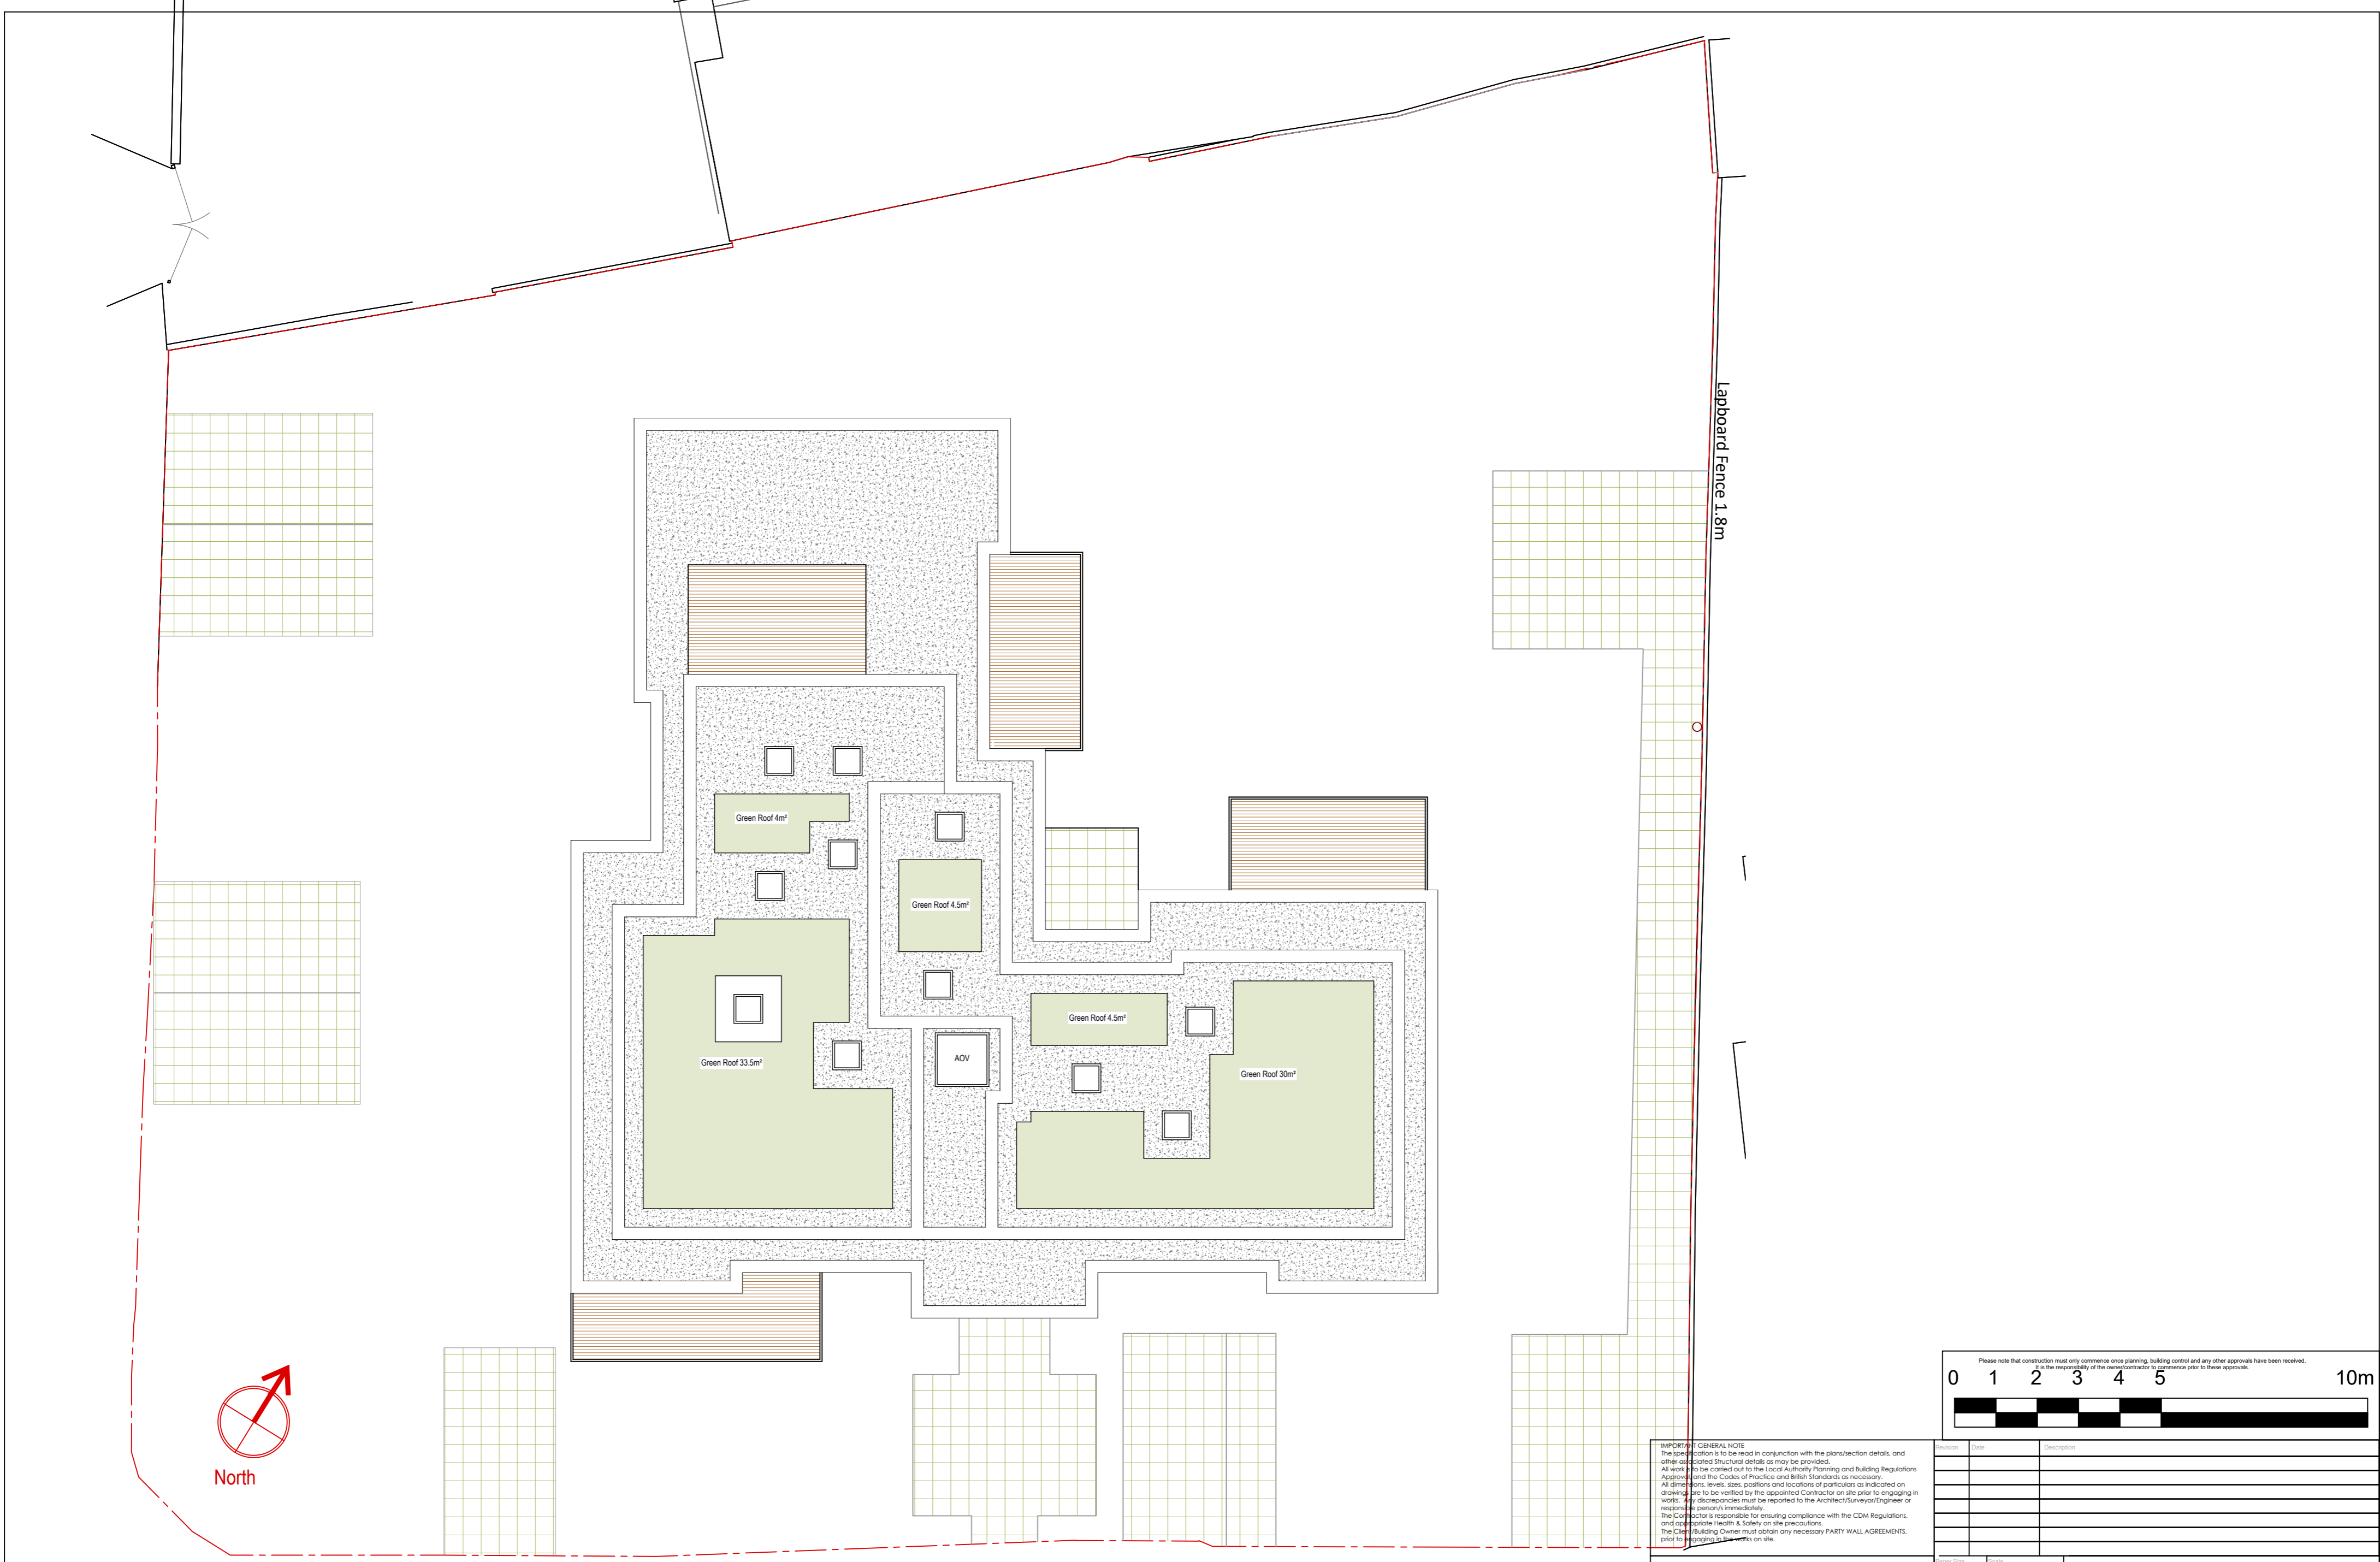 Lapboard Fence 1.8m
Green Roof 4m²
Green Roof 4.5m²
Green Roof 4.5m²
AOV
Green Roof 33.5m²
Green Roof 30m²
North
Please note that construction must only commence once planning, building control and any other approvals have been received.
It is the responsibility of the owner/contractor to commence prior to these approvals.
0 1 2 3 4 5 10m
IMPORTANT GENERAL NOTE
The specification is to be read in conjunction with the plans/section details, and
other associated Structural details as may be provided.
All work is to be carried out to the Local Authority Planning and Building Regulations
Approval, and the Codes of Practice and British Standards as necessary.
All dimensions, levels, sizes, positions and locations of particulars as indicated on
drawings are to be verified by the appointed Contractor on site prior to engaging in
works. Any discrepancies must be reported to the Architect/Surveyor/Engineer or
responsible person/s immediately.
The Contractor is responsible for ensuring compliance with the CDM Regulations,
and appropriate Health & Safety on site precautions.
The Client/Building Owner must obtain any necessary PARTY WALL AGREEMENTS,
prior to engaging in the works on site.
Revision Date Description
Paper Size Scale